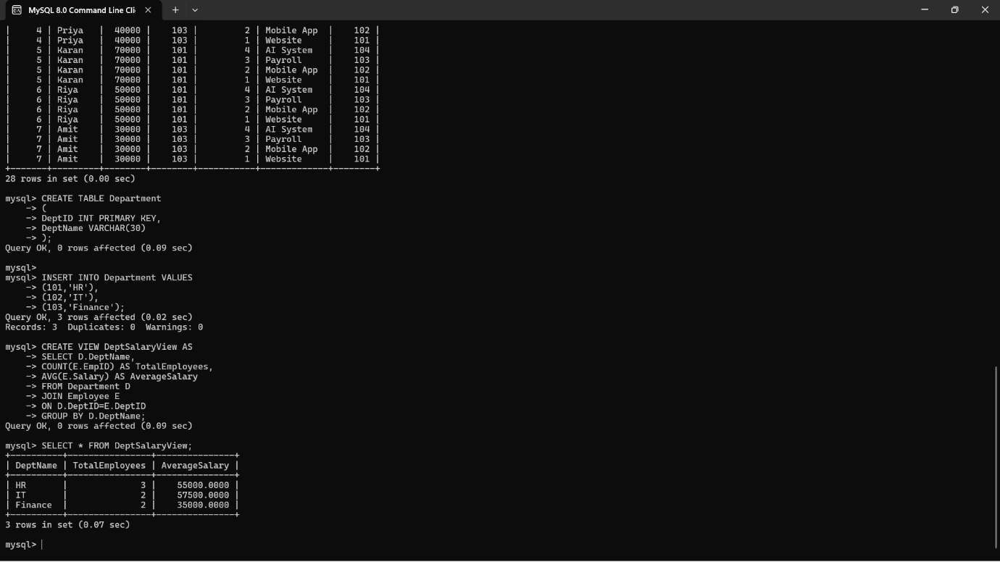 MySQL 8.0 Command Line Cli
|     4 | Priya   |  40000 |    103 |         2 | Mobile App  |    102 |
|     4 | Priya   |  40000 |    103 |         1 | Website     |    101 |
|     5 | Karan   |  70000 |    101 |         4 | AI System   |    104 |
|     5 | Karan   |  70000 |    101 |         3 | Payroll     |    103 |
|     5 | Karan   |  70000 |    101 |         2 | Mobile App  |    102 |
|     5 | Karan   |  70000 |    101 |         1 | Website     |    101 |
|     6 | Riya    |  50000 |    101 |         4 | AI System   |    104 |
|     6 | Riya    |  50000 |    101 |         3 | Payroll     |    103 |
|     6 | Riya    |  50000 |    101 |         2 | Mobile App  |    102 |
|     6 | Riya    |  50000 |    101 |         1 | Website     |    101 |
|     7 | Amit    |  30000 |    103 |         4 | AI System   |    104 |
|     7 | Amit    |  30000 |    103 |         3 | Payroll     |    103 |
|     7 | Amit    |  30000 |    103 |         2 | Mobile App  |    102 |
|     7 | Amit    |  30000 |    103 |         1 | Website     |    101 |
+-------+---------+--------+--------+-----------+-------------+--------+
28 rows in set (0.00 sec)
mysql> CREATE TABLE Department
    -> (
    -> DeptID INT PRIMARY KEY,
    -> DeptName VARCHAR(30)
    -> );
Query OK, 0 rows affected (0.09 sec)
mysql>
mysql> INSERT INTO Department VALUES
    -> (101,'HR'),
    -> (102,'IT'),
    -> (103,'Finance');
Query OK, 3 rows affected (0.02 sec)
Records: 3  Duplicates: 0  Warnings: 0
mysql> CREATE VIEW DeptSalaryView AS
    -> SELECT D.DeptName,
    -> COUNT(E.EmpID) AS TotalEmployees,
    -> AVG(E.Salary) AS AverageSalary
    -> FROM Department D
    -> JOIN Employee E
    -> ON D.DeptID=E.DeptID
    -> GROUP BY D.DeptName;
Query OK, 0 rows affected (0.09 sec)
mysql> SELECT * FROM DeptSalaryView;
+----------+----------------+---------------+
| DeptName | TotalEmployees | AverageSalary |
+----------+----------------+---------------+
| HR       |              3 |    55000.0000 |
| IT       |              2 |    57500.0000 |
| Finance  |              2 |    35000.0000 |
+----------+----------------+---------------+
3 rows in set (0.07 sec)
mysql>